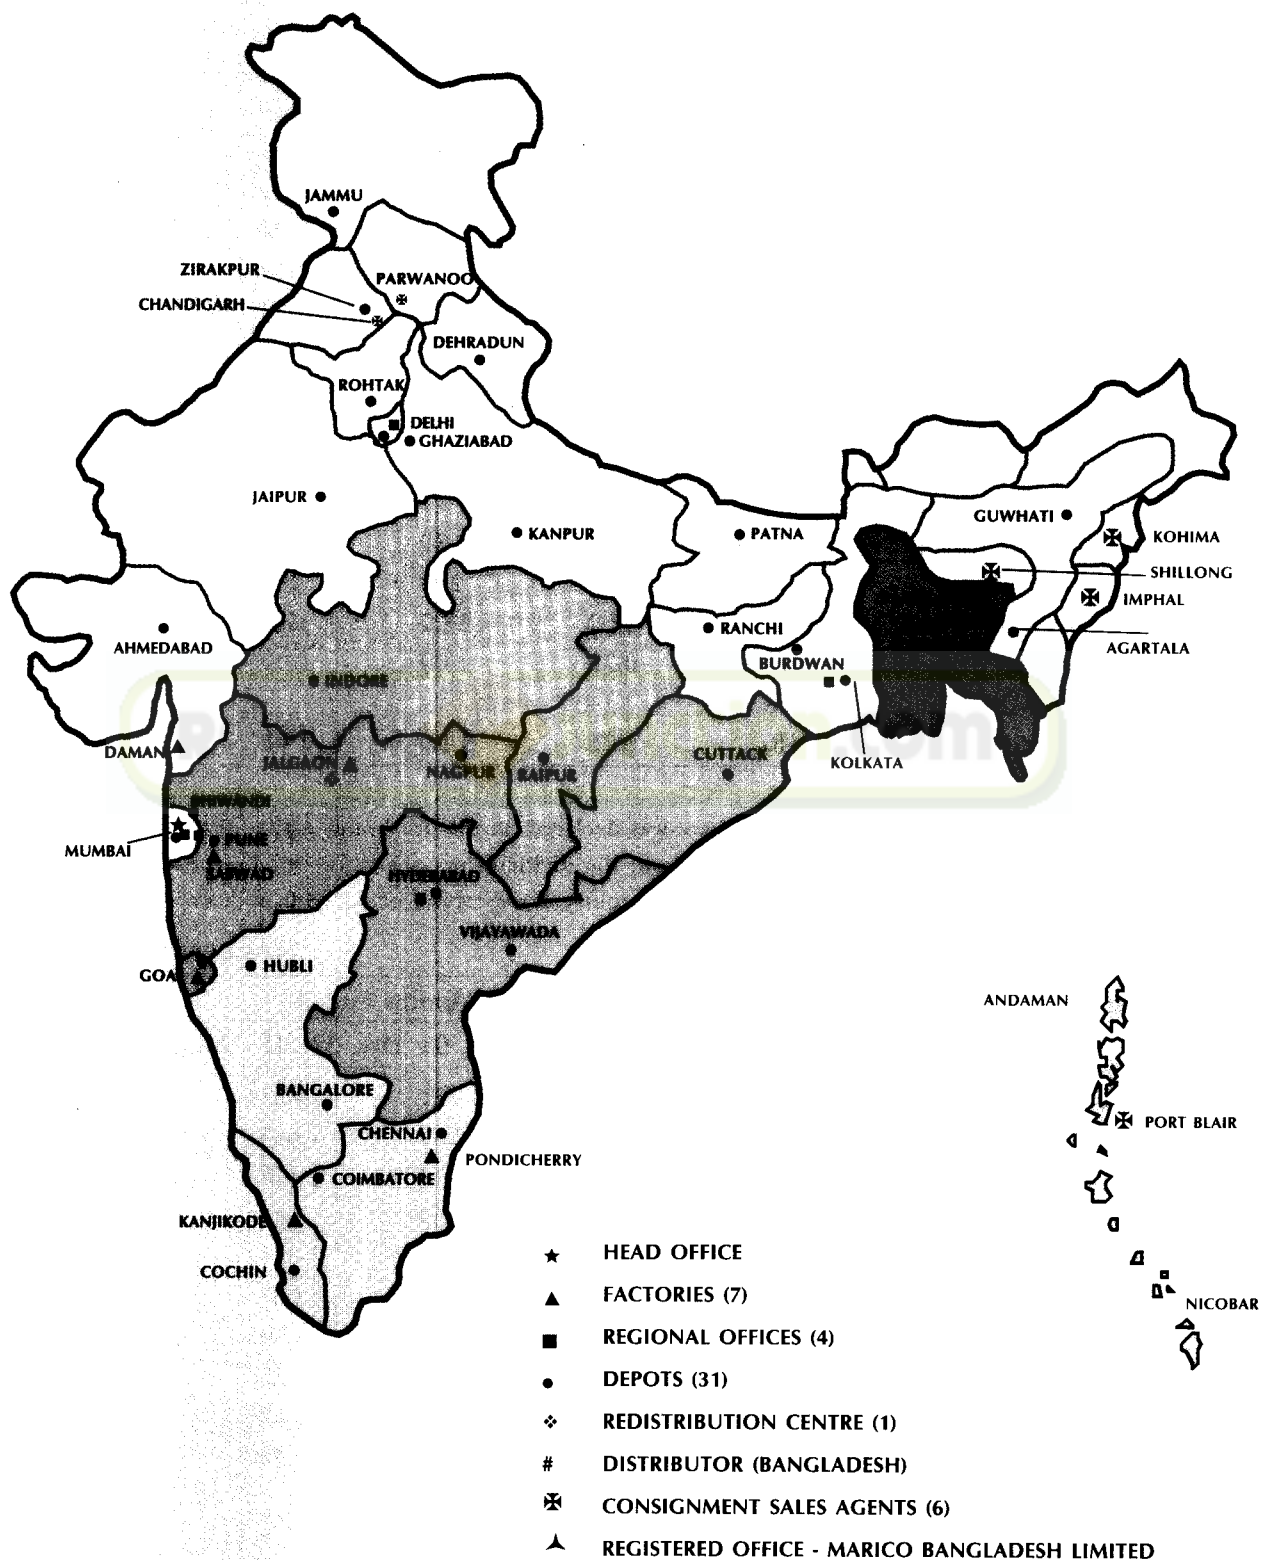 JAMMU
ZIRAKPUR
PARWANOO
CHANDIGARH
DEHRADUN
ROHTAK
DELHI
GHAZIABAD
JAIPUR
KANPUR
PATNA
GUWHATI
KOHIMA
SHILLONG
IMPHAL
AHMEDABAD
RANCHI
AGARTALA
BURDWAN
INDORE
DAMAN
JALGAON
NAGPUR
RAIPUR
CUTTACK
KOLKATA
BHIWANDI
MUMBAI
PUNE
SASWAD
HYDERABAD
VIJAYAWADA
GOA
HUBLI
ANDAMAN
BANGALORE
PORT BLAIR
CHENNAI
PONDICHERRY
COIMBATORE
KANJIKODE
COCHIN
NICOBAR
HEAD OFFICE
FACTORIES (7)
REGIONAL OFFICES (4)
DEPOTS (31)
REDISTRIBUTION CENTRE (1)
# DISTRIBUTOR (BANGLADESH)
CONSIGNMENT SALES AGENTS (6)
REGISTERED OFFICE - MARICO BANGLADESH LIMITED